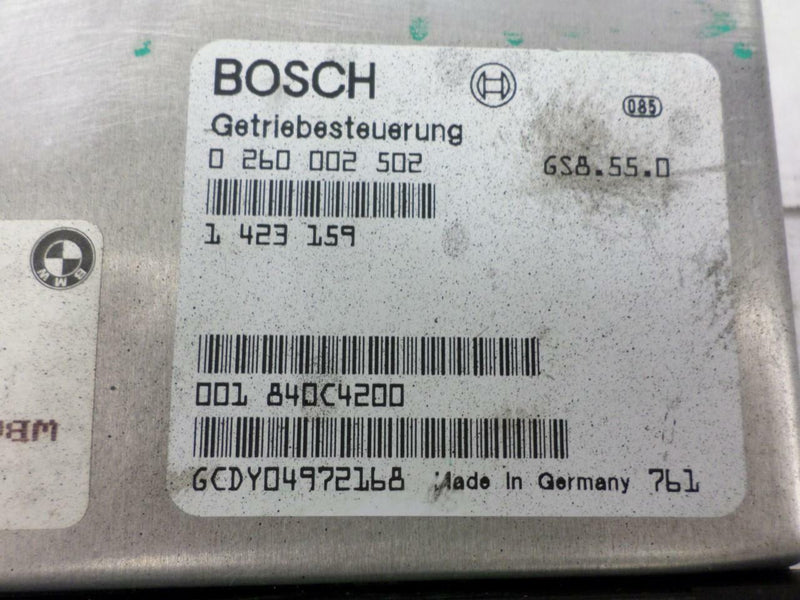 BOSCH
085
Getriebesteuerung
0 260 002 502
GS8.55.0
1 423 159
BMW
001 840C4200
GCDY04972168 Made in Germany 761